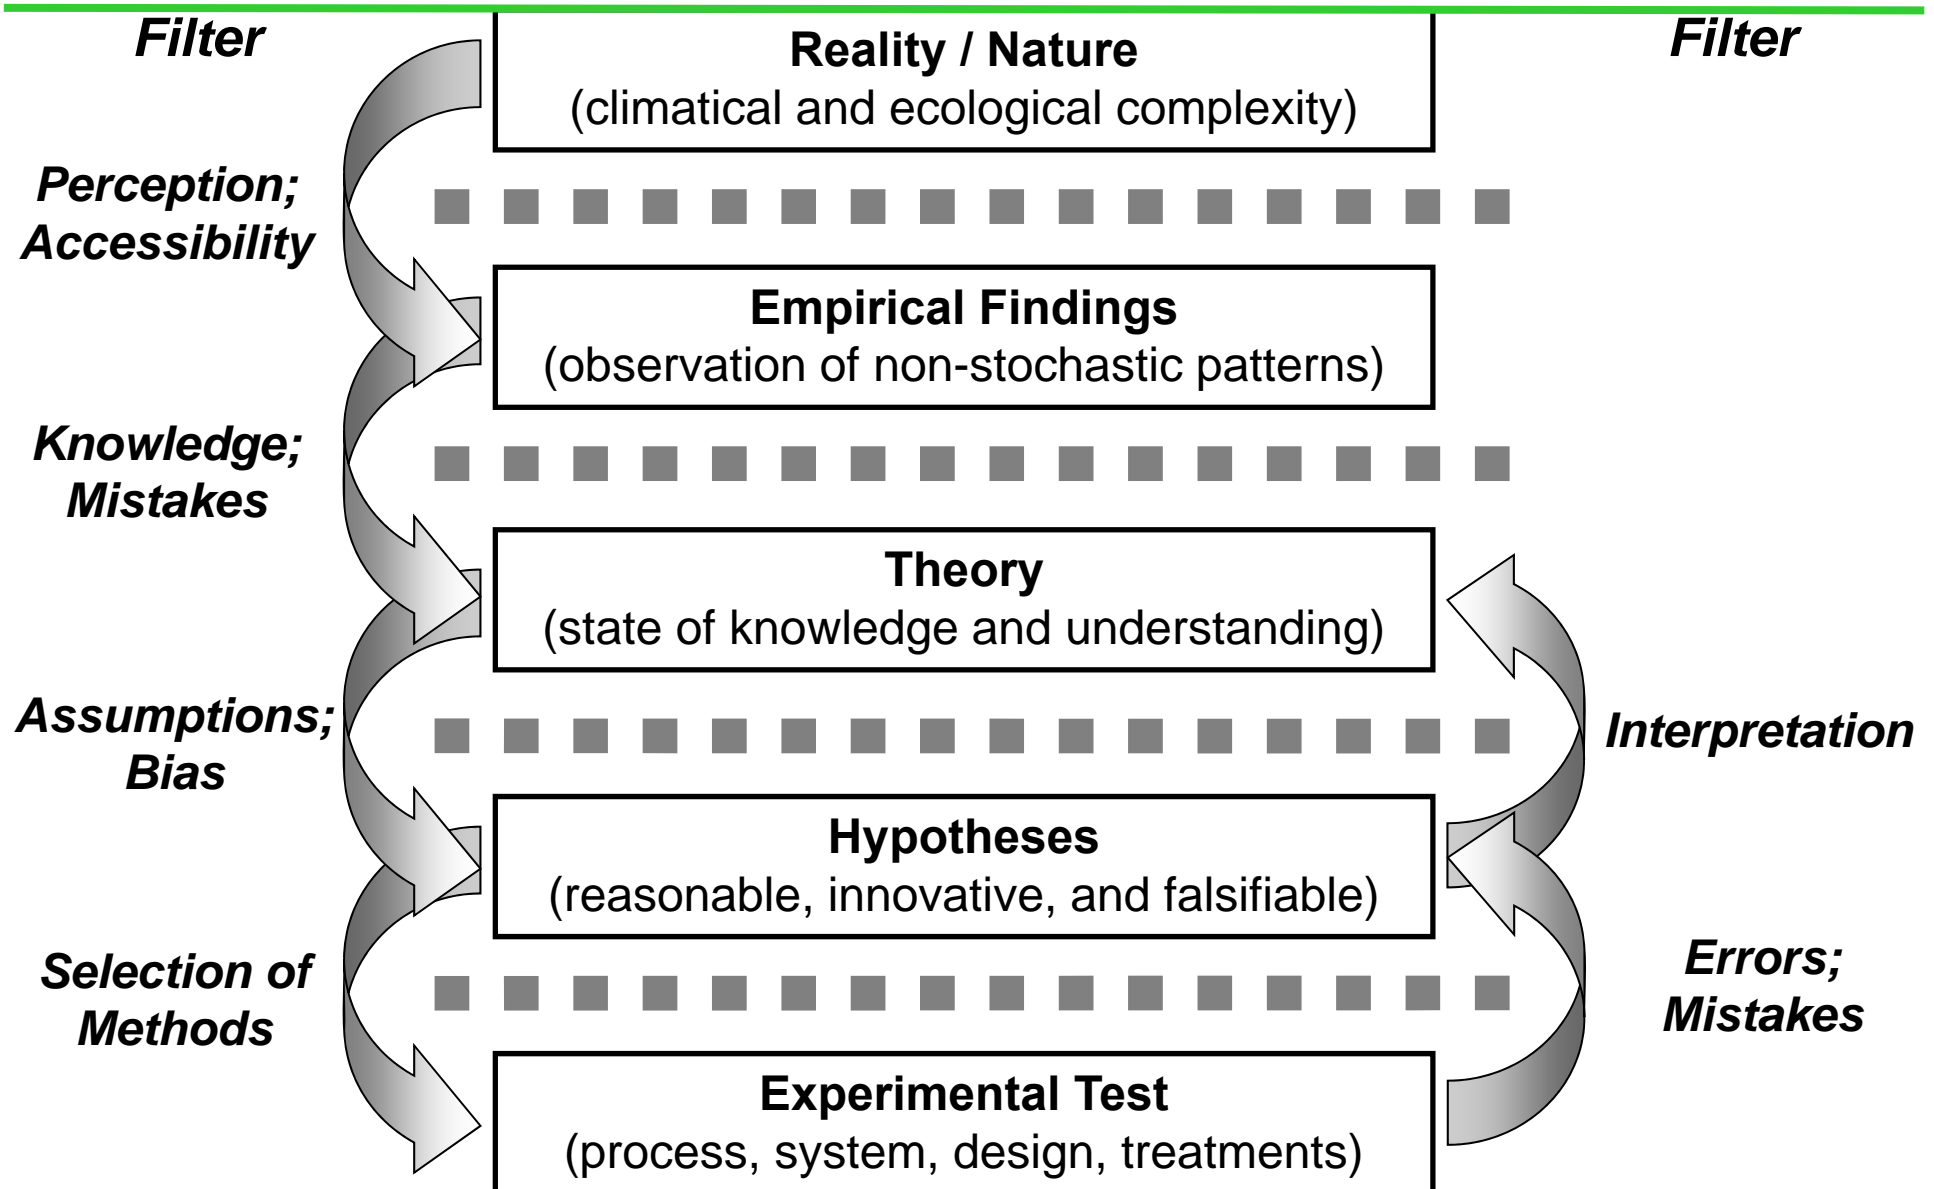 Filter
Reality / Nature
Filter
(climatical and ecological complexity)
Perception;
Accessibility
Empirical Findings
(observation of non-stochastic patterns)
Knowledge;
Mistakes
Theory
(state of knowledge and understanding)
Assumptions;
Bias
Interpretation
Hypotheses
(reasonable, innovative, and falsifiable)
Selection of
Methods
Errors;
Mistakes
Experimental Test
(process, system, design, treatments)